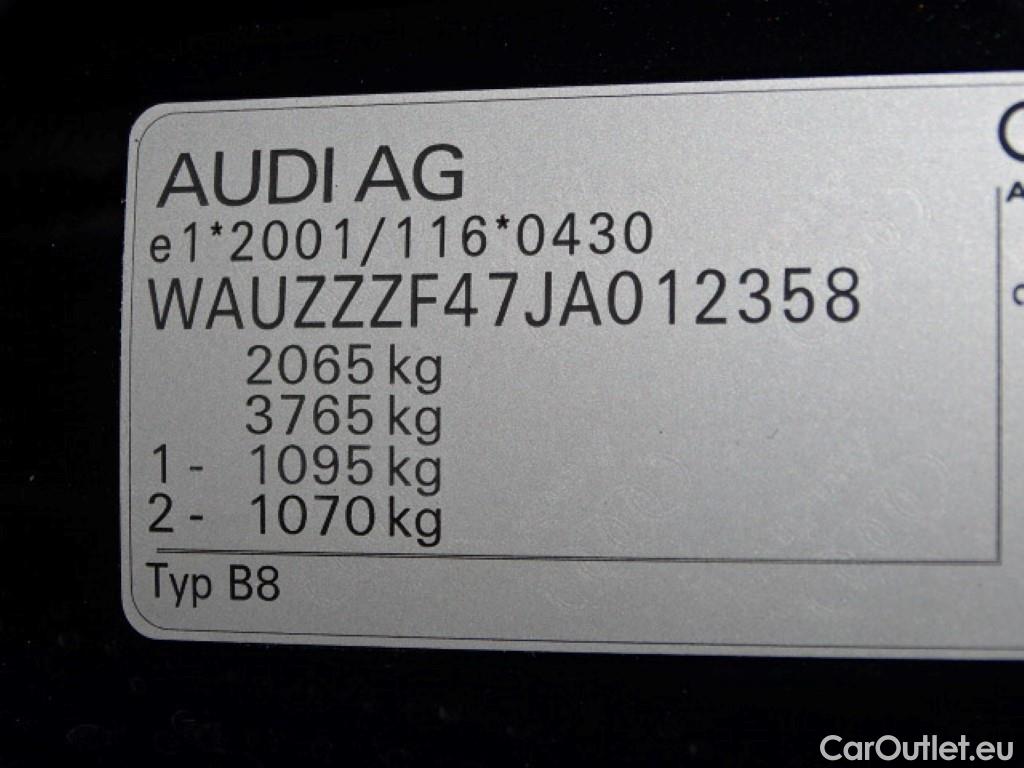 AUDI AG
e1*2001/116*0430
WAUZZZF47JA012358
2065 kg
3765 kg
1 - 1095 kg
2 - 1070 kg
Typ B8
CarOutlet.eu